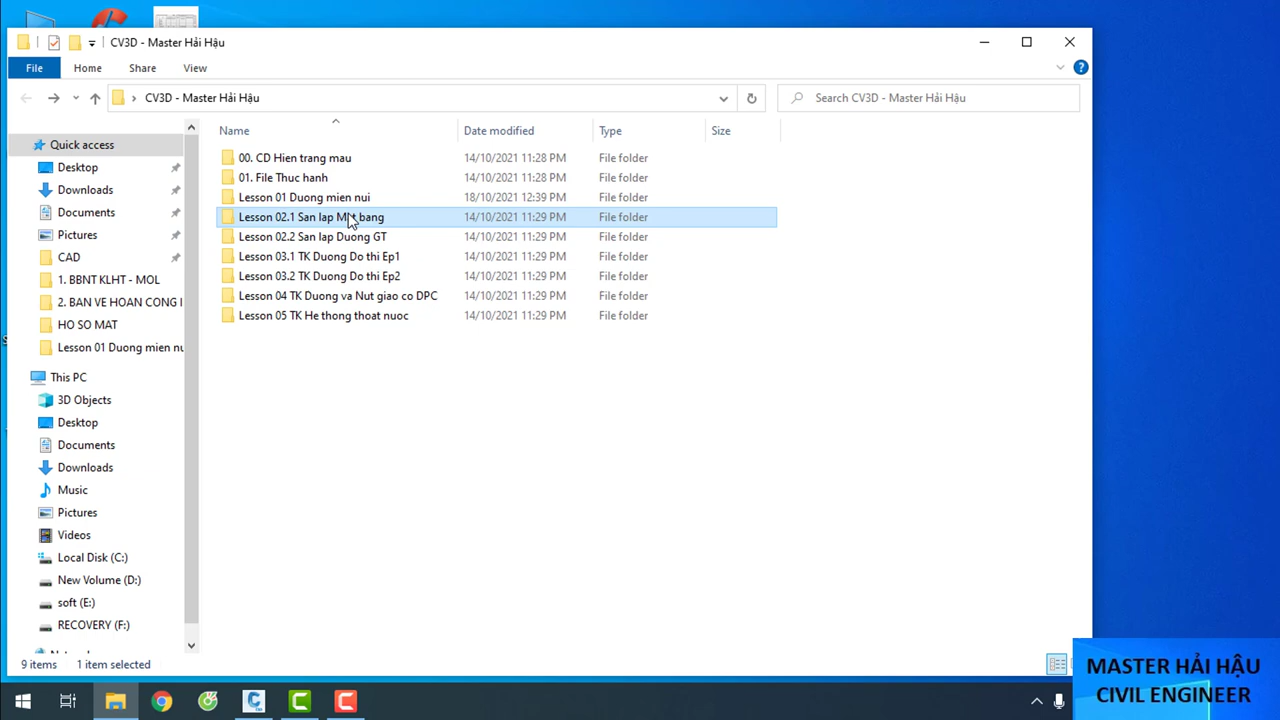 CV3D - Master Hải Hậu
File Home Share View
CV3D - Master Hải Hậu Search CV3D - Master Hải Hậu
Name Date modified Type Size
Quick access
Desktop
Downloads
Documents
Pictures
CAD
1. BBNT KLHT - MOL
2. BAN VE HOAN CONG
HO SO MAT
Lesson 01 Duong mien nu
This PC
3D Objects
Desktop
Documents
Downloads
Music
Pictures
Videos
Local Disk (C:)
New Volume (D:)
soft (E:)
RECOVERY (F:)
00. CD Hien trang mau 14/10/2021 11:28 PM File folder
01. File Thuc hanh 14/10/2021 11:28 PM File folder
Lesson 01 Duong mien nui 18/10/2021 12:39 PM File folder
Lesson 02.1 San lap Mat bang 14/10/2021 11:29 PM File folder
Lesson 02.2 San lap Duong GT 14/10/2021 11:29 PM File folder
Lesson 03.1 TK Duong Do thi Ep1 14/10/2021 11:29 PM File folder
Lesson 03.2 TK Duong Do thi Ep2 14/10/2021 11:29 PM File folder
Lesson 04 TK Duong va Nut giao co DPC 14/10/2021 11:29 PM File folder
Lesson 05 TK He thong thoat nuoc 14/10/2021 11:29 PM File folder
9 items 1 item selected
MASTER HẢI HẬU
CIVIL ENGINEER